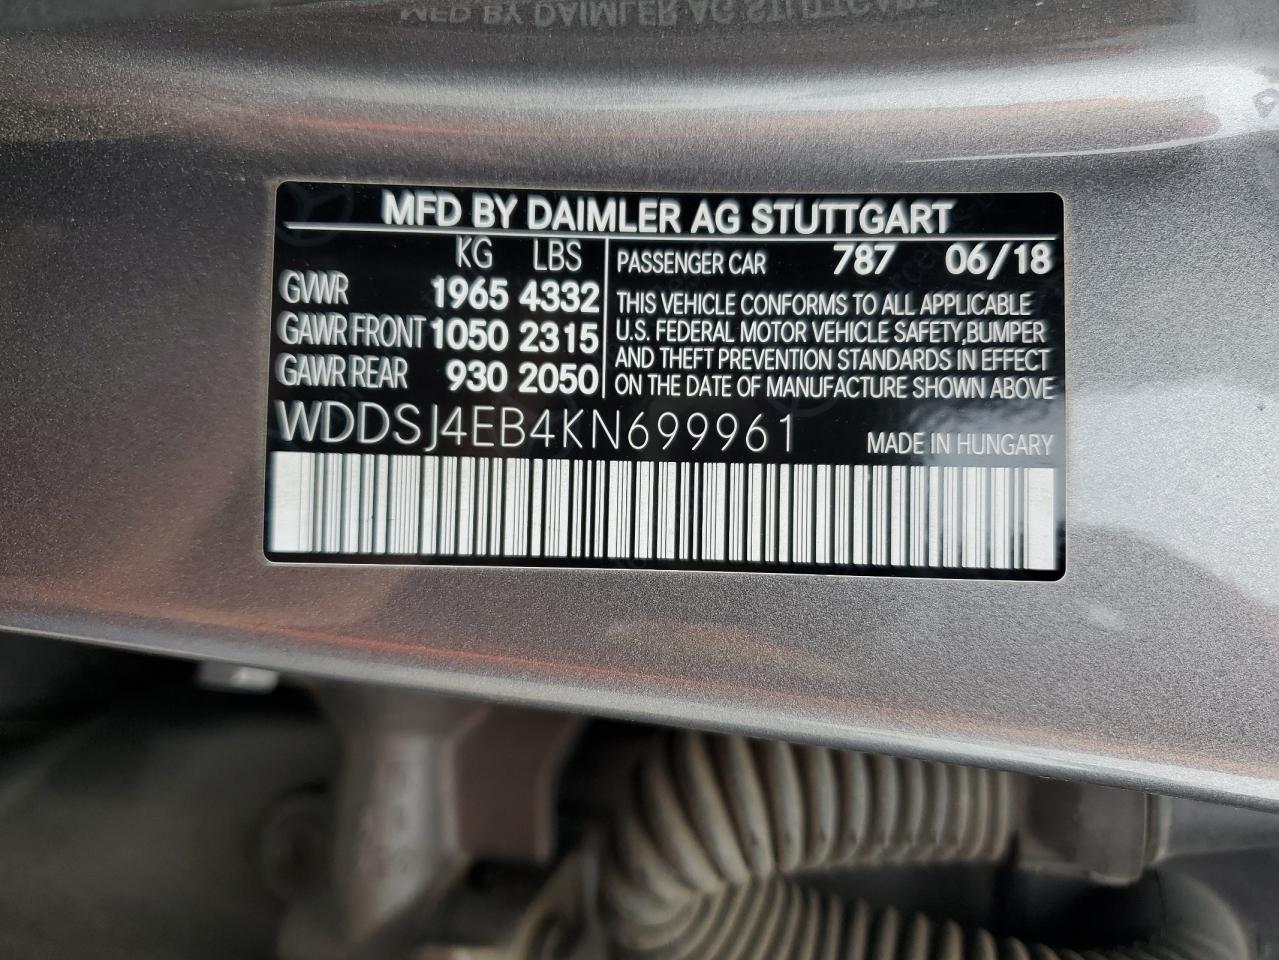 MFD BY DAIMLER AG STUTTGART
KG LBS
GVWR 1965 4332
GAWR FRONT 1050 2315
GAWR REAR 930 2050
PASSENGER CAR 787 06/18
THIS VEHICLE CONFORMS TO ALL APPLICABLE
U.S. FEDERAL MOTOR VEHICLE SAFETY,BUMPER
AND THEFT PREVENTION STANDARDS IN EFFECT
ON THE DATE OF MANUFACTURE SHOWN ABOVE
WDDSJ4EB4KN699961
MADE IN HUNGARY